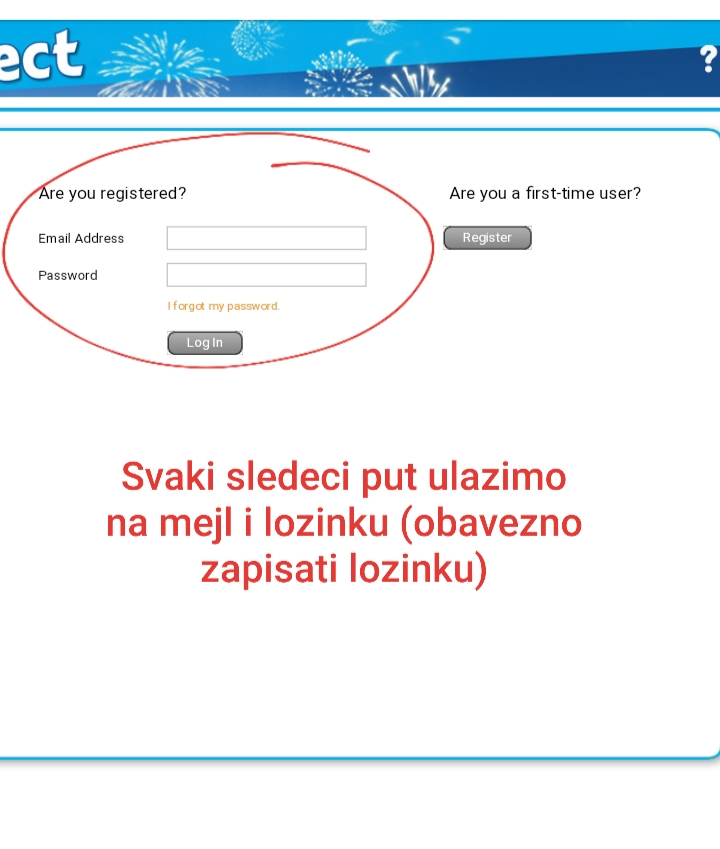 ect
?
Are you registered?
Are you a first-time user?
Email Address
Register
Password
I forgot my password.
Log In
Svaki sledeci put ulazimo
na mejl i lozinku (obavezno
zapisati lozinku)